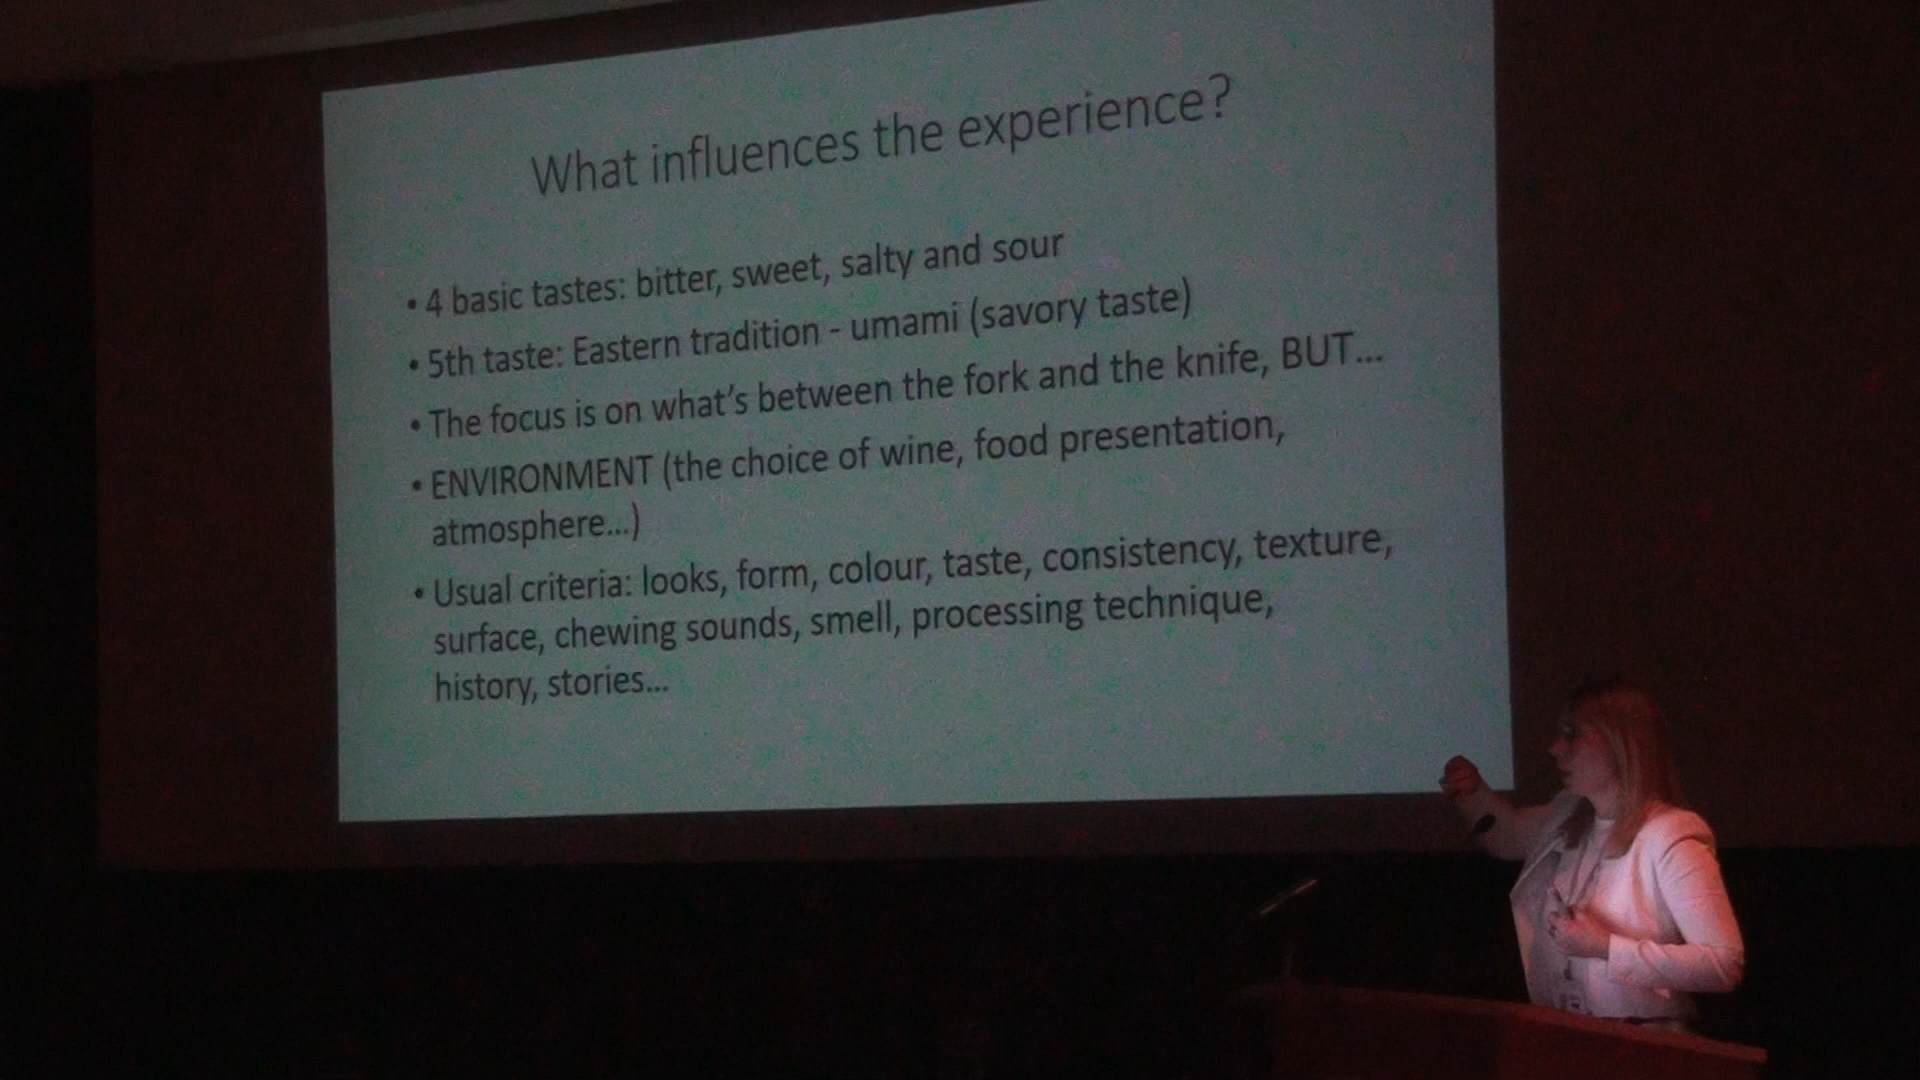 What influences the experience?
• 4 basic tastes: bitter, sweet, salty and sour
• 5th taste: Eastern tradition - umami (savory taste)
• The focus is on what's between the fork and the knife, BUT...
• ENVIRONMENT (the choice of wine, food presentation,
atmosphere...)
• Usual criteria: looks, form, colour, taste, consistency, texture,
surface, chewing sounds, smell, processing technique,
history, stories...